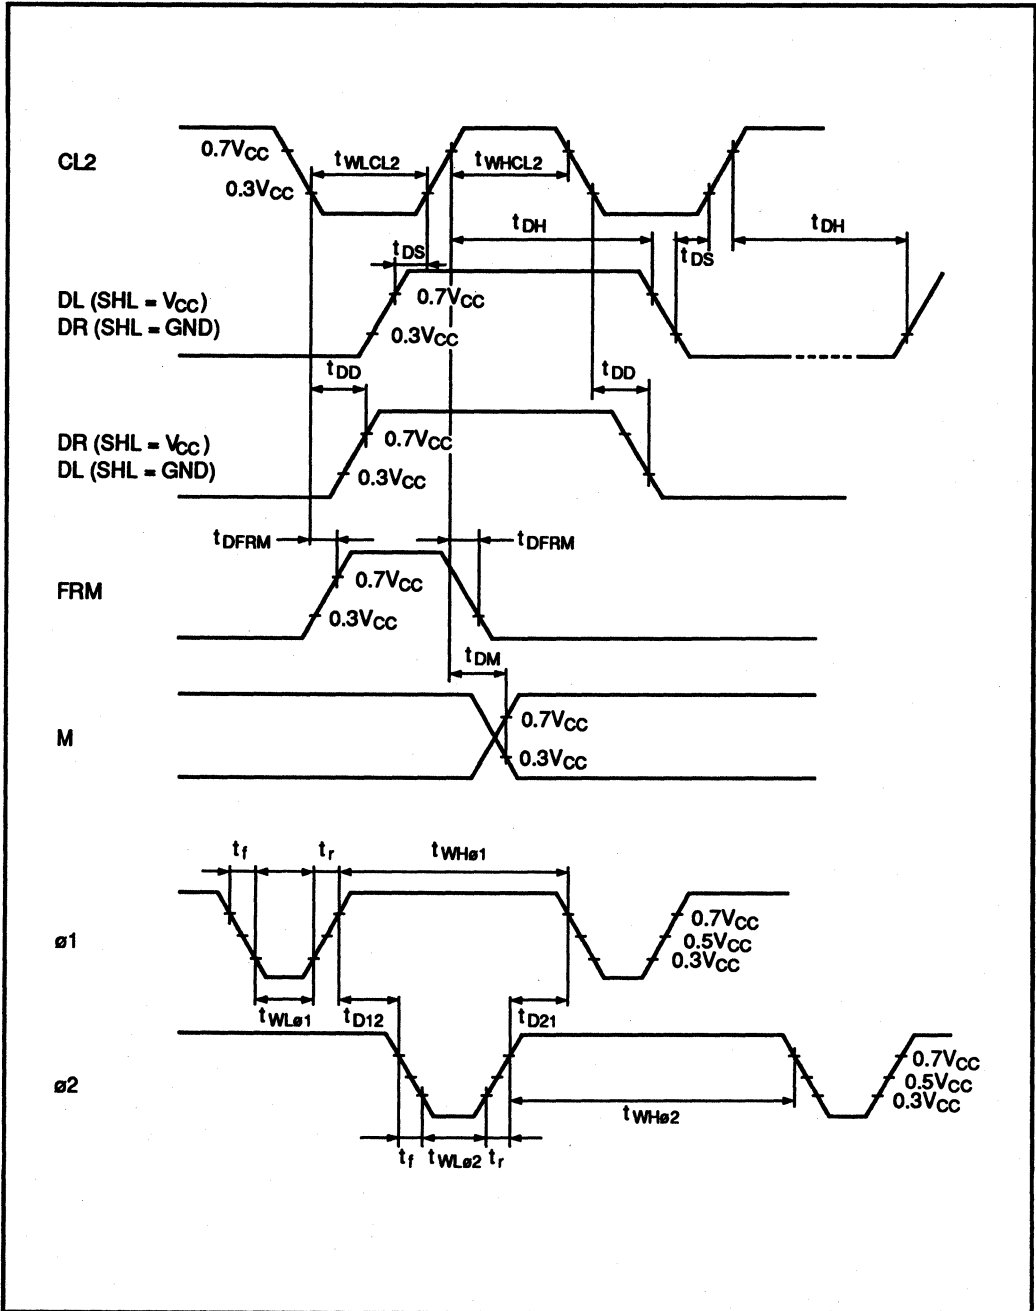 CL2
0.7VCC
0.3VCC
tWLCL2
tWHCL2
tDH
tDS
tDS
tDH
DL (SHL = VCC)
DR (SHL = GND)
0.7VCC
0.3VCC
tDD
tDD
DR (SHL = VCC)
DL (SHL = GND)
0.7VCC
0.3VCC
tDFRM
tDFRM
FRM
0.7VCC
0.3VCC
tDM
M
0.7VCC
0.3VCC
tf
tr
tWHø1
ø1
0.7VCC
0.5VCC
0.3VCC
tWLø1
tD12
tD21
ø2
0.7VCC
0.5VCC
0.3VCC
tWHø2
tf
tWLø2
tr